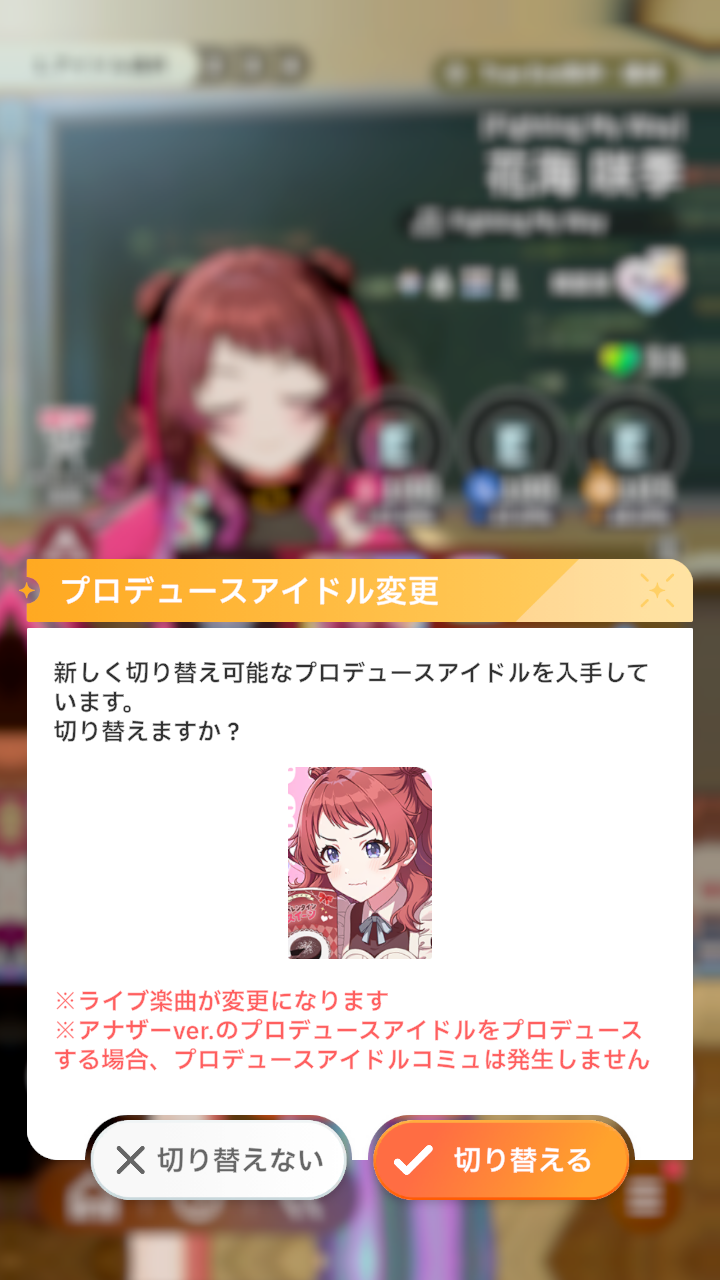 [Fighting My Way]
花海 咲季
Fighting My Way
プロデュースアイドル変更
新しく切り替え可能なプロデュースアイドルを入手して
います。
切り替えますか？
※ライブ楽曲が変更になります
※アナザーver.のプロデュースアイドルをプロデュース
する場合、プロデュースアイドルコミュは発生しません
切り替えない
切り替える